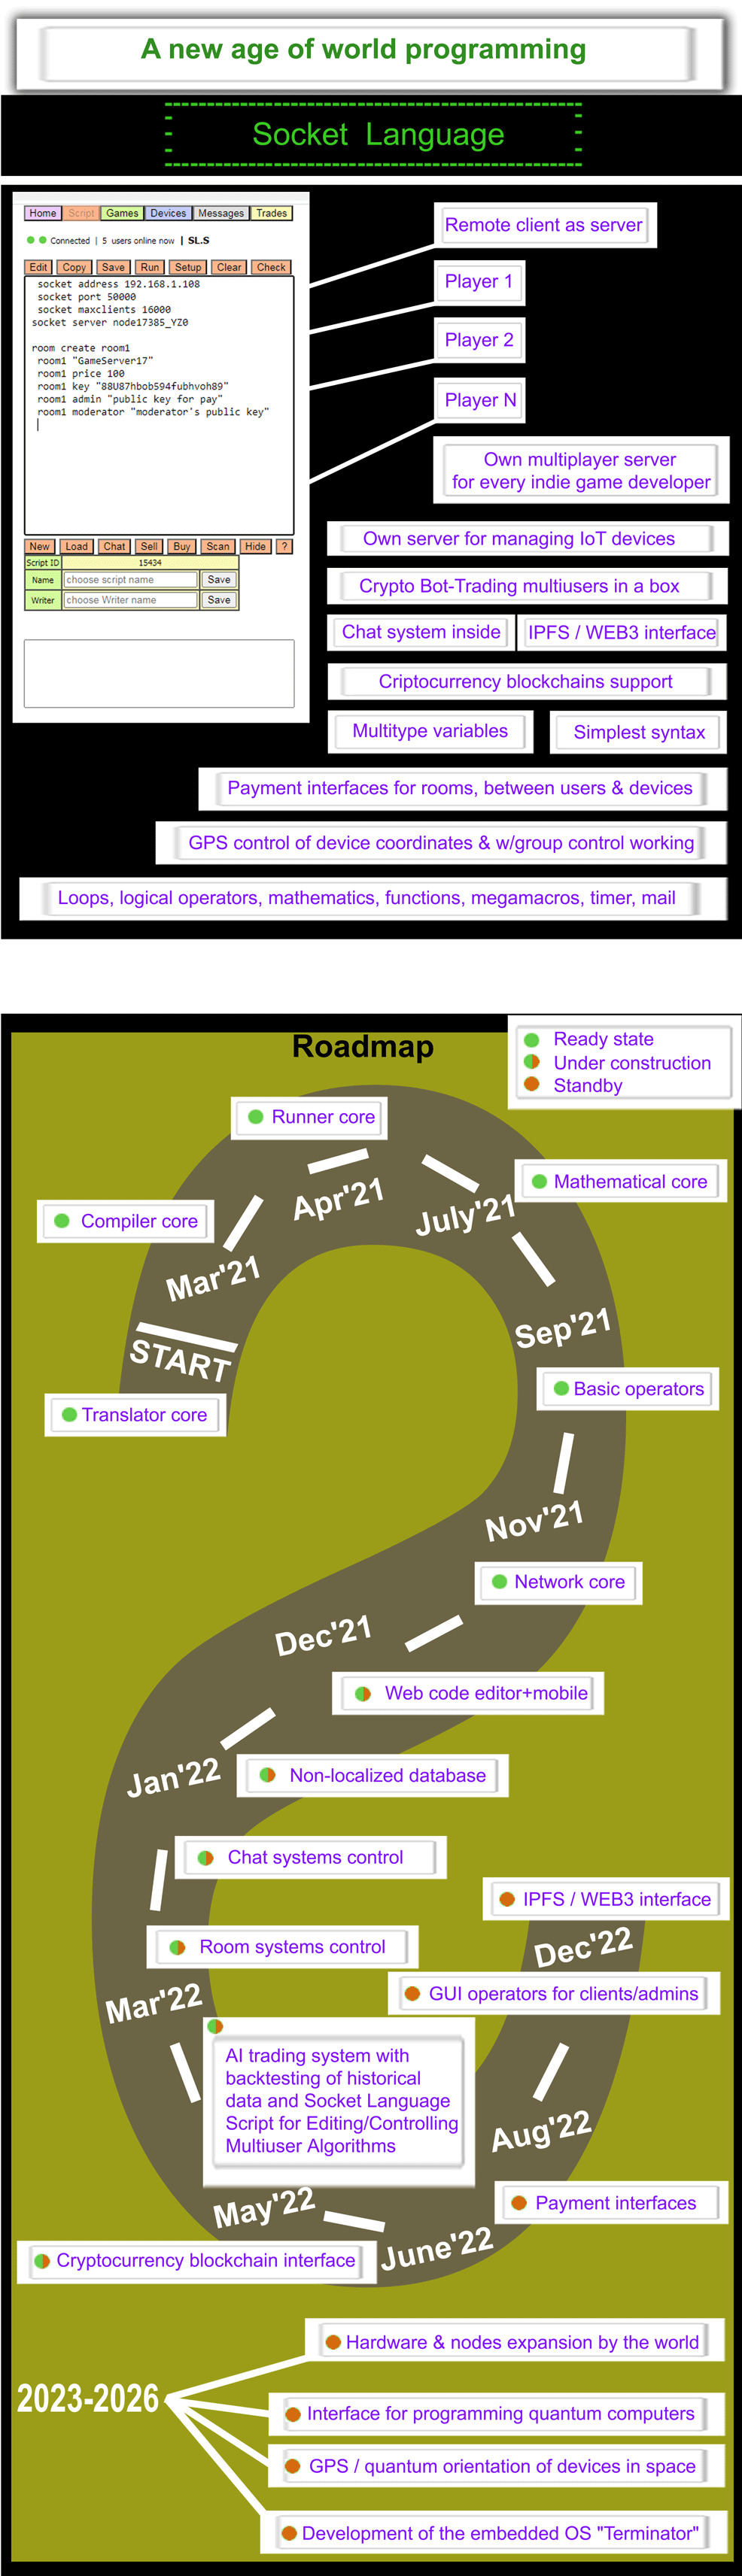 A new age of world programming
Socket Language
Home Script Games Devices Messages Trades
Connected | 5 users online now | SL.S
Edit Copy Save Run Setup Clear Check
socket address 192.168.1.108
socket port 50000
socket maxclients 16000
socket server node17385_YZ0
room create room1
room1 "GameServer17"
room1 price 100
room1 key "88U87hbob594fubhvoh89"
room1 admin "public key for pay"
room1 moderator "moderator's public key"
New Load Chat Sell Buy Scan Hide ?
Script ID 15434
Name choose script name Save
Writer choose Writer name Save
Remote client as server
Player 1
Player 2
Player N
Own multiplayer server
for every indie game developer
Own server for managing IoT devices
Crypto Bot-Trading multiusers in a box
Chat system inside
IPFS / WEB3 interface
Criptocurrency blockchains support
Multitype variables
Simplest syntax
Payment interfaces for rooms, between users & devices
GPS control of device coordinates & w/group control working
Loops, logical operators, mathematics, functions, megamacros, timer, mail
Roadmap
Ready state
Under construction
Standby
Runner core
Mathematical core
Compiler core
Apr'21
July'21
Mar'21
Sep'21
START
Basic operators
Translator core
Nov'21
Network core
Dec'21
Web code editor+mobile
Jan'22
Non-localized database
Chat systems control
IPFS / WEB3 interface
Room systems control
Dec'22
Mar'22
GUI operators for clients/admins
AI trading system with
backtesting of historical
data and Socket Language
Script for Editing/Controlling
Multiuser Algorithms
Aug'22
May'22
Payment interfaces
June'22
Cryptocurrency blockchain interface
Hardware & nodes expansion by the world
2023-2026
Interface for programming quantum computers
GPS / quantum orientation of devices in space
Development of the embedded OS "Terminator"